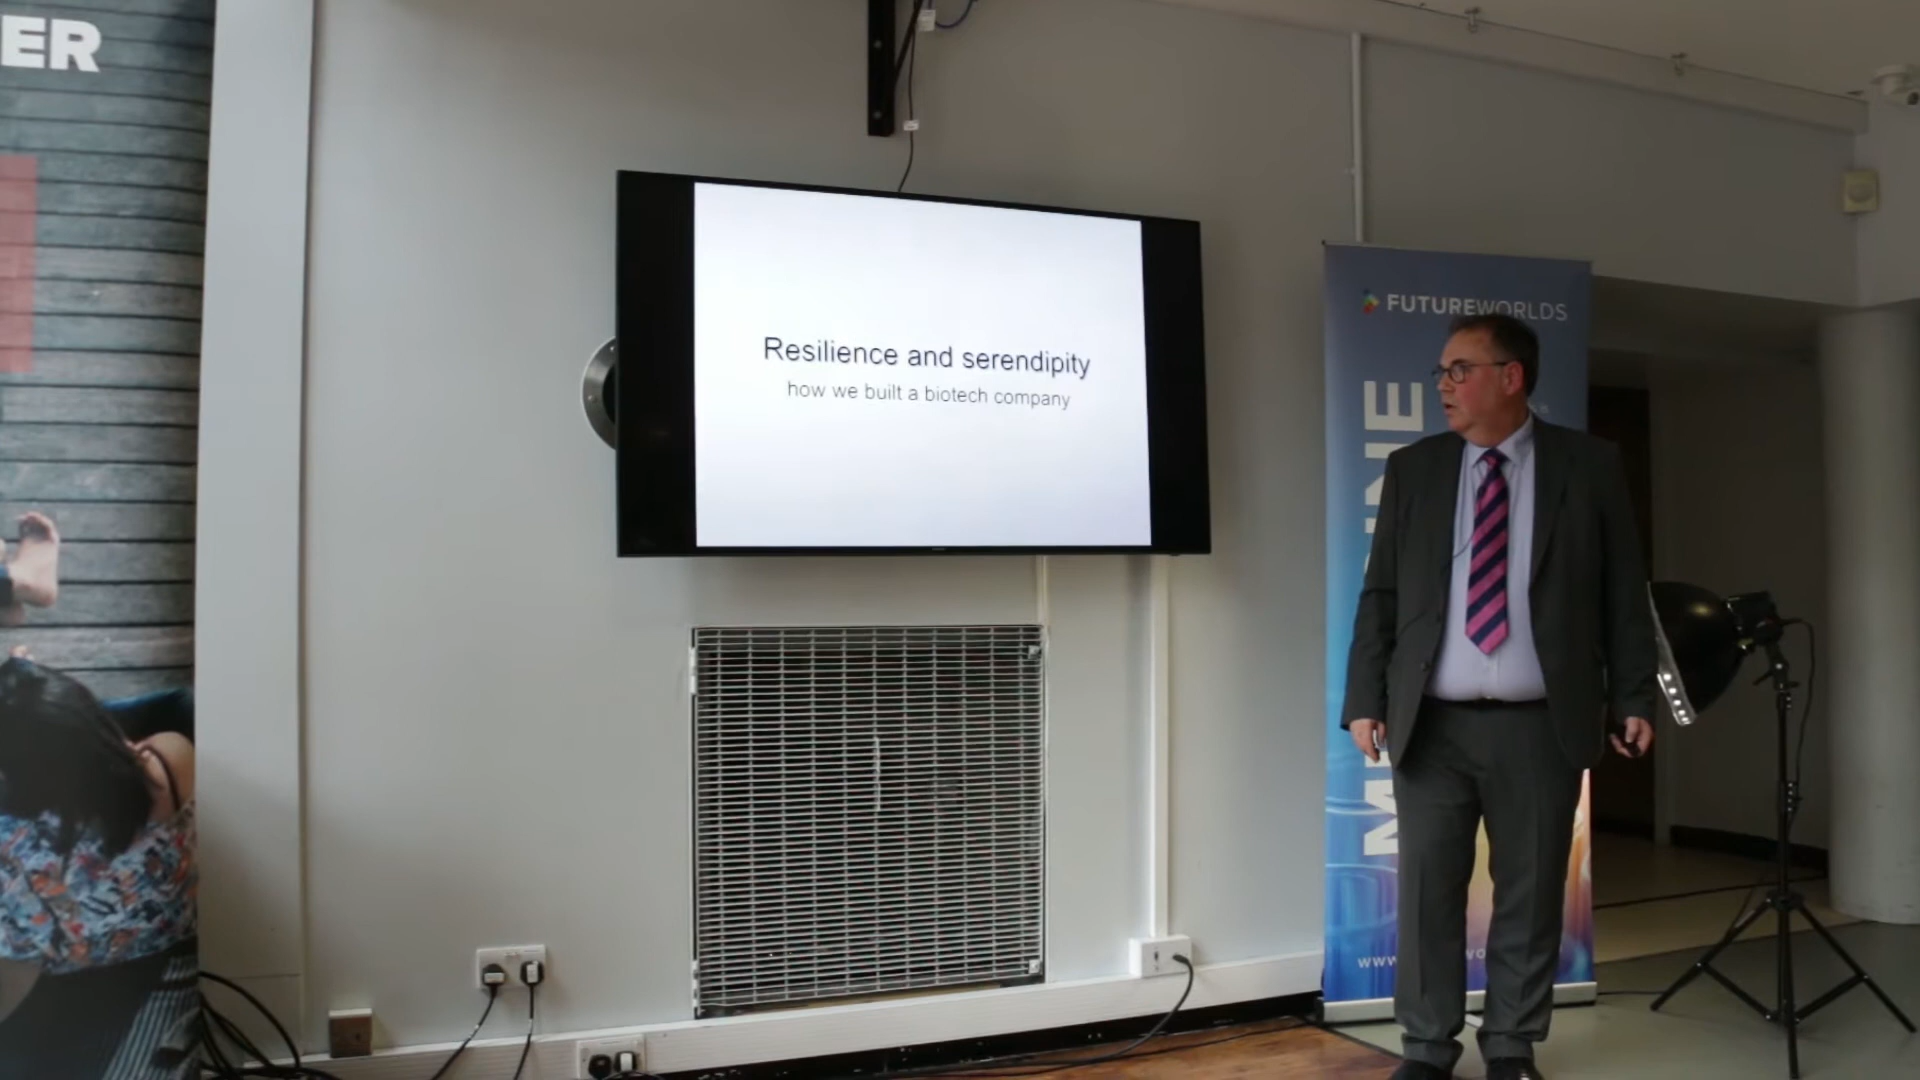 ER
Resilience and serendipity
how we built a biotech company
FUTUREWORLDS